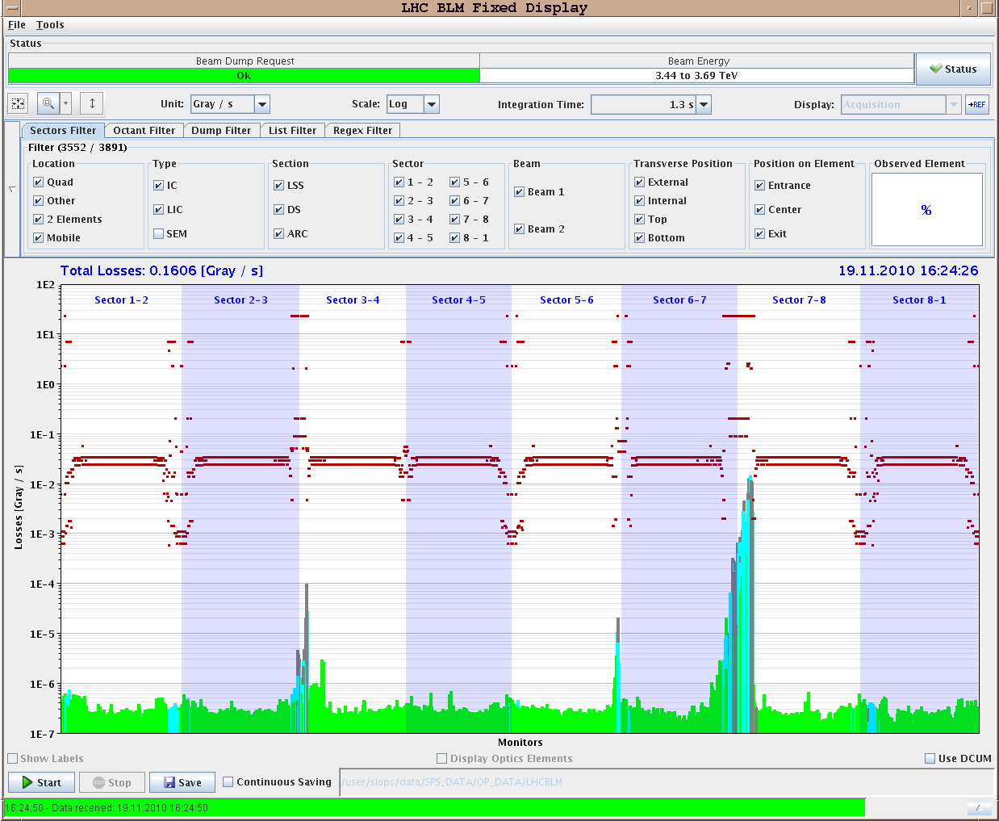 LHC BLM Fixed Display
File Tools
Status
Beam Dump Request Beam Energy
Ok 3.44 to 3.69 TeV Status
Unit: Gray / s Scale: Log Integration Time: 1.3 s Display: Acquisition →REF
Sectors Filter Octant Filter Dump Filter List Filter Regex Filter
Filter (3552 / 3891)
Location Type Section Sector Beam Transverse Position Position on Element Observed Element
Quad IC LSS 1 - 2 5 - 6 Beam 1 External Entrance
Other 2 - 3 6 - 7 Internal
LIC DS Center %
2 Elements 3 - 4 7 - 8 Top
Mobile SEM ARC 4 - 5 8 - 1 Beam 2 Bottom Exit
Total Losses: 0.1606 [Gray / s] 19.11.2010 16:24:26
1E2
Sector 1-2 Sector 2-3 Sector 3-4 Sector 4-5 Sector 5-6 Sector 6-7 Sector 7-8 Sector 8-1
1E1
1E0
1E-1
1E-2
1E-3
1E-4
1E-5
1E-6
1E-7
Losses [Gray / s]
Monitors
Show Labels Display Optics Elements Use DCUM
Start STOP Stop Save Continuous Saving /user/slops/data/SPS_DATA/OP_DATA/LHCBLM
16:24:50 - Data received: 19.11.2010 16:24:50